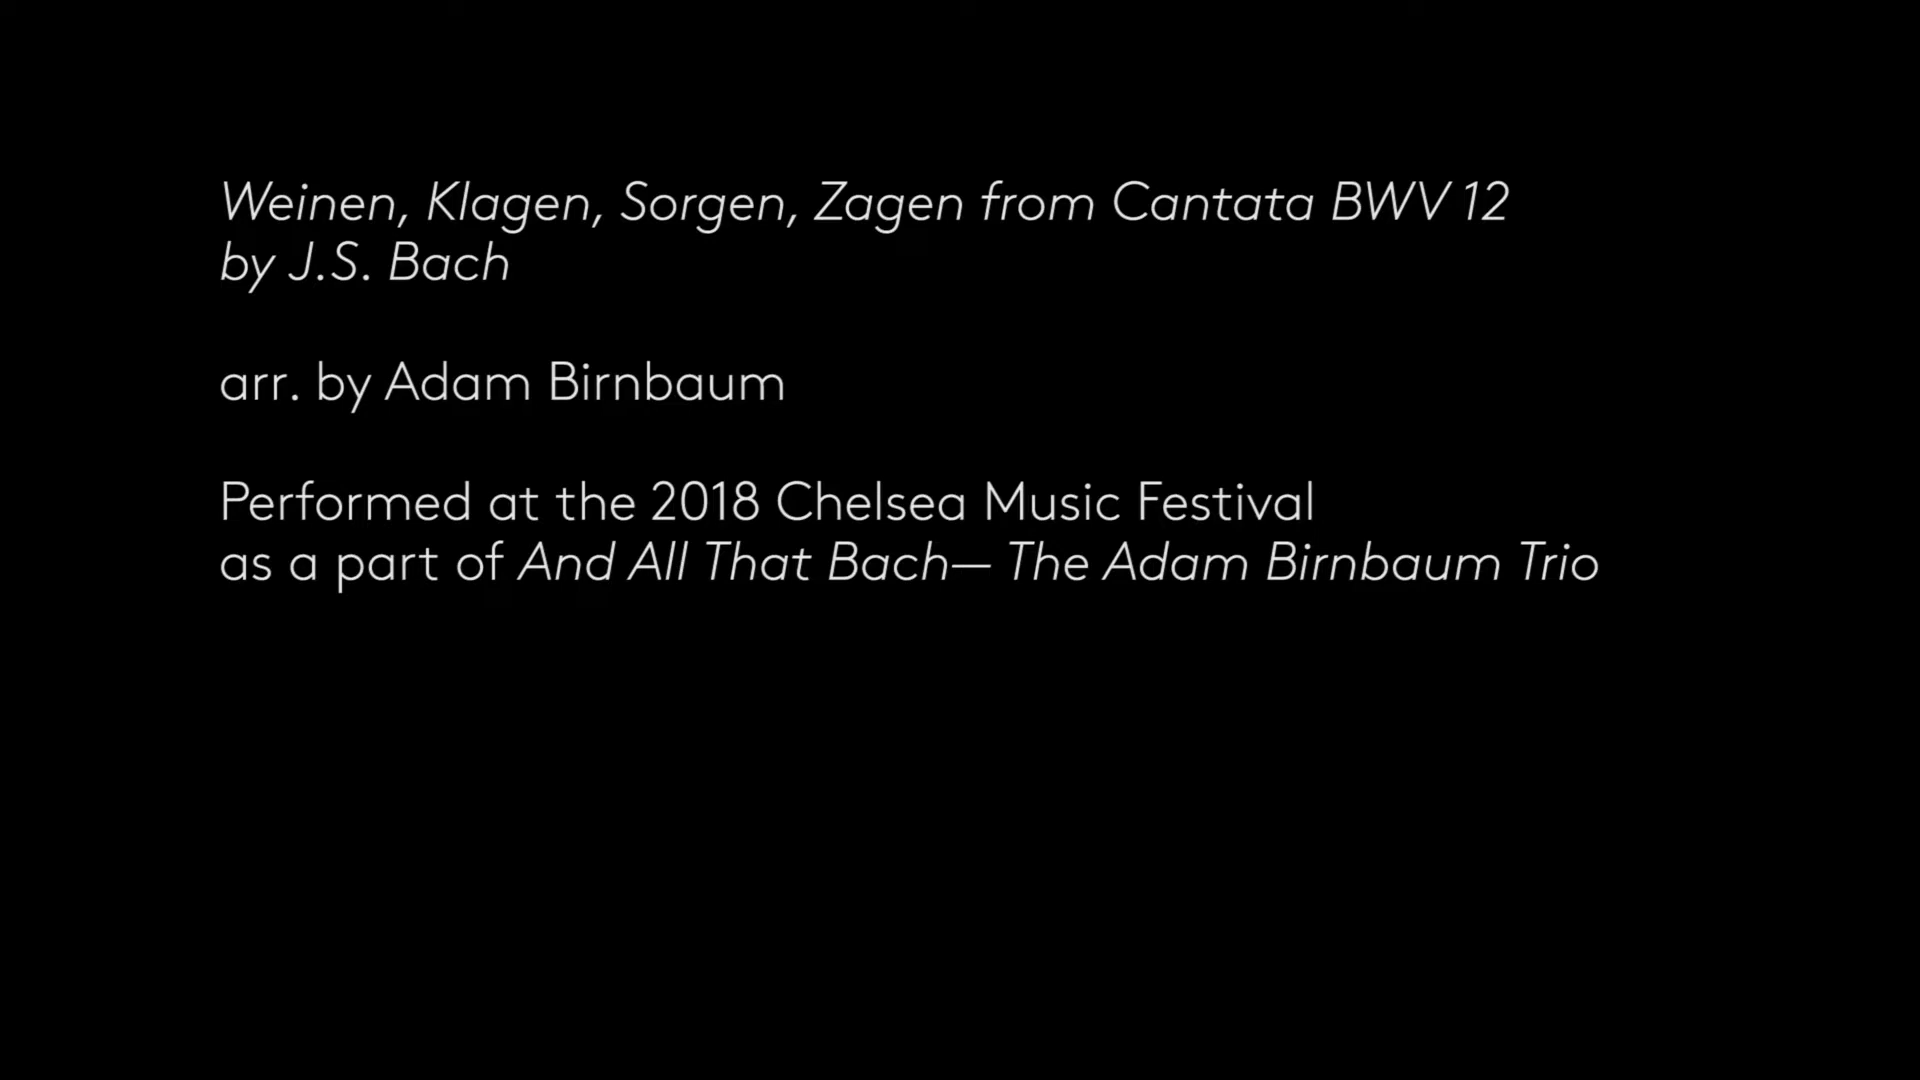 Weinen, Klagen, Sorgen, Zagen from Cantata BWV 12
by J.S. Bach
arr. by Adam Birnbaum
Performed at the 2018 Chelsea Music Festival
as a part of And All That Bach— The Adam Birnbaum Trio